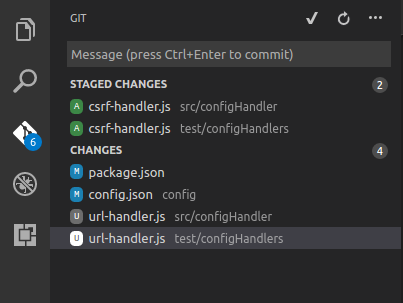 GIT
Message (press Ctrl+Enter to commit)
STAGED CHANGES 2
A csrf-handler.js src/configHandler
A csrf-handler.js test/configHandlers
CHANGES 4
M package.json
M config.json config
U url-handler.js src/configHandler
U url-handler.js test/configHandlers
6